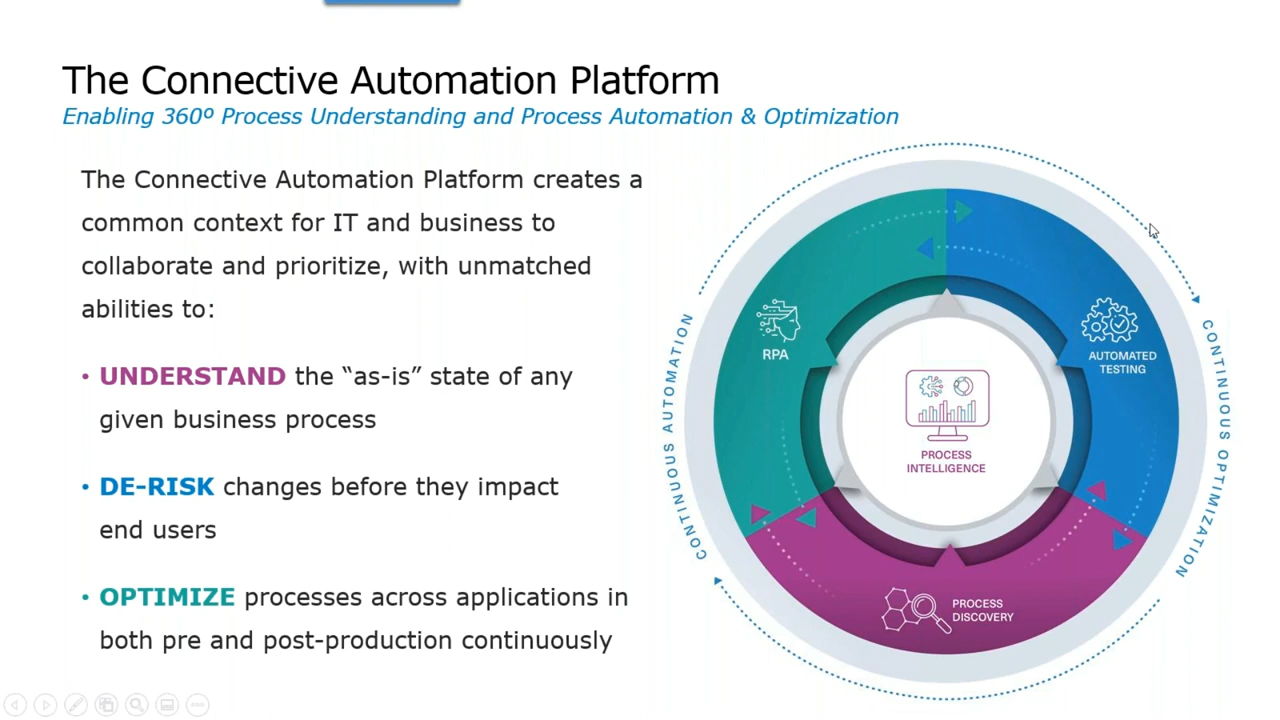 The Connective Automation Platform
Enabling 360º Process Understanding and Process Automation & Optimization
The Connective Automation Platform creates a
common context for IT and business to
collaborate and prioritize, with unmatched
abilities to:
• UNDERSTAND the “as-is” state of any
given business process
• DE-RISK changes before they impact
end users
• OPTIMIZE processes across applications in
both pre and post-production continuously
CONTINUOUS AUTOMATION
RPA
AUTOMATED
TESTING
PROCESS
INTELLIGENCE
PROCESS
DISCOVERY
CONTINUOUS OPTIMIZATION